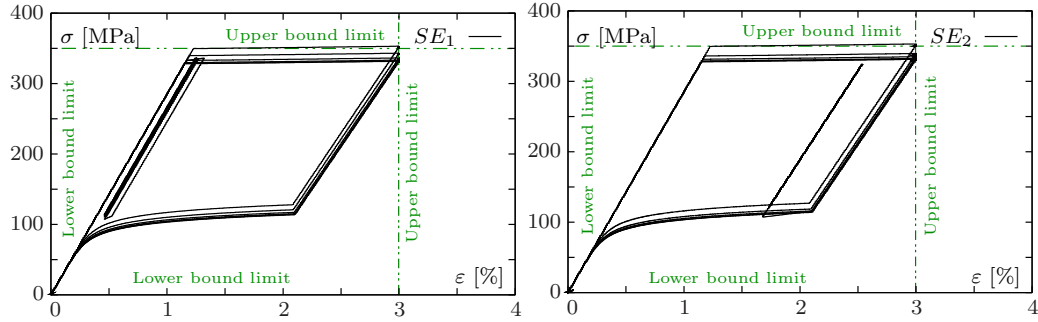 400
300
200
100
0
0
1
2
3
4
σ [MPa]
Upper bound limit
SE₁
Lower bound limit
Upper bound limit
Lower bound limit
ε [%]
400
300
200
100
0
0
1
2
3
4
σ [MPa]
Upper bound limit
SE₂
Lower bound limit
Upper bound limit
Lower bound limit
ε [%]